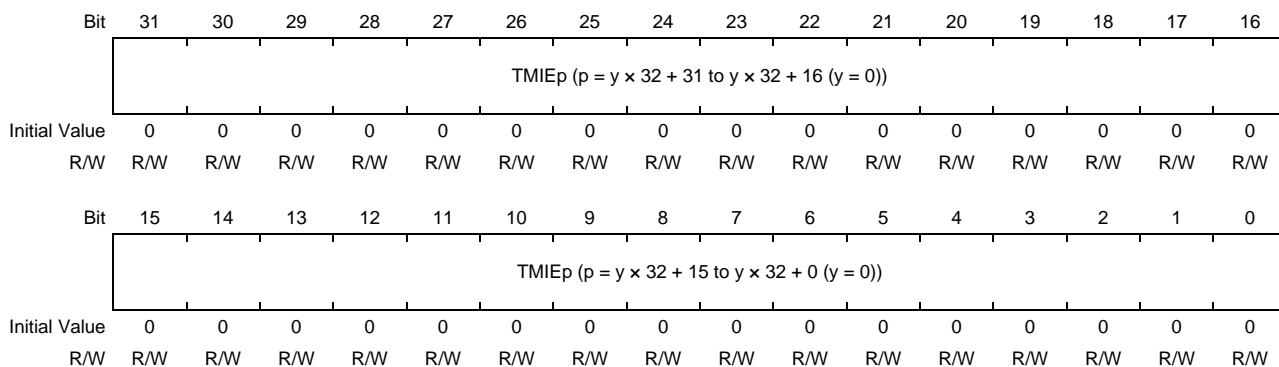 Bit 31 30 29 28 27 26 25 24 23 22 21 20 19 18 17 16
TMIEp (p = y × 32 + 31 to y × 32 + 16 (y = 0))
Initial Value 0 0 0 0 0 0 0 0 0 0 0 0 0 0 0 0
R/W R/W R/W R/W R/W R/W R/W R/W R/W R/W R/W R/W R/W R/W R/W R/W R/W
Bit 15 14 13 12 11 10 9 8 7 6 5 4 3 2 1 0
TMIEp (p = y × 32 + 15 to y × 32 + 0 (y = 0))
Initial Value 0 0 0 0 0 0 0 0 0 0 0 0 0 0 0 0
R/W R/W R/W R/W R/W R/W R/W R/W R/W R/W R/W R/W R/W R/W R/W R/W R/W